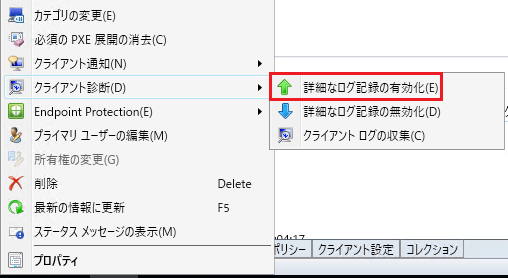 カテゴリの変更(E)
必須の PXE 展開の消去(C)
クライアント通知(N)
クライアント診断(D)
Endpoint Protection(E)
プライマリ ユーザーの編集(M)
所有権の変更(G)
削除 Delete
最新の情報に更新 F5
ステータス メッセージの表示(M)
プロパティ
詳細なログ記録の有効化(E)
詳細なログ記録の無効化(D)
クライアント ログの収集(C)
ポリシー クライアント設定 コレクション